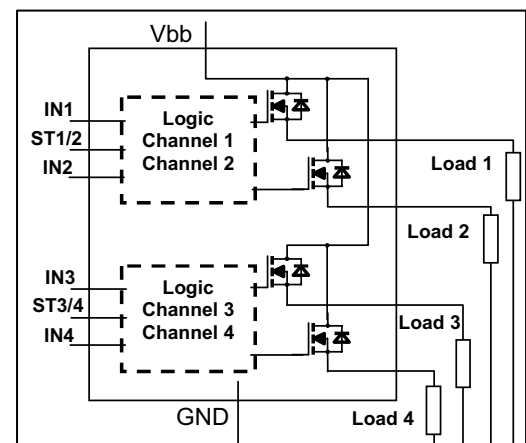 Vbb
IN1
ST1/2
IN2
Logic
Channel 1
Channel 2
Load 1
Load 2
IN3
ST3/4
IN4
Logic
Channel 3
Channel 4
Load 3
Load 4
GND